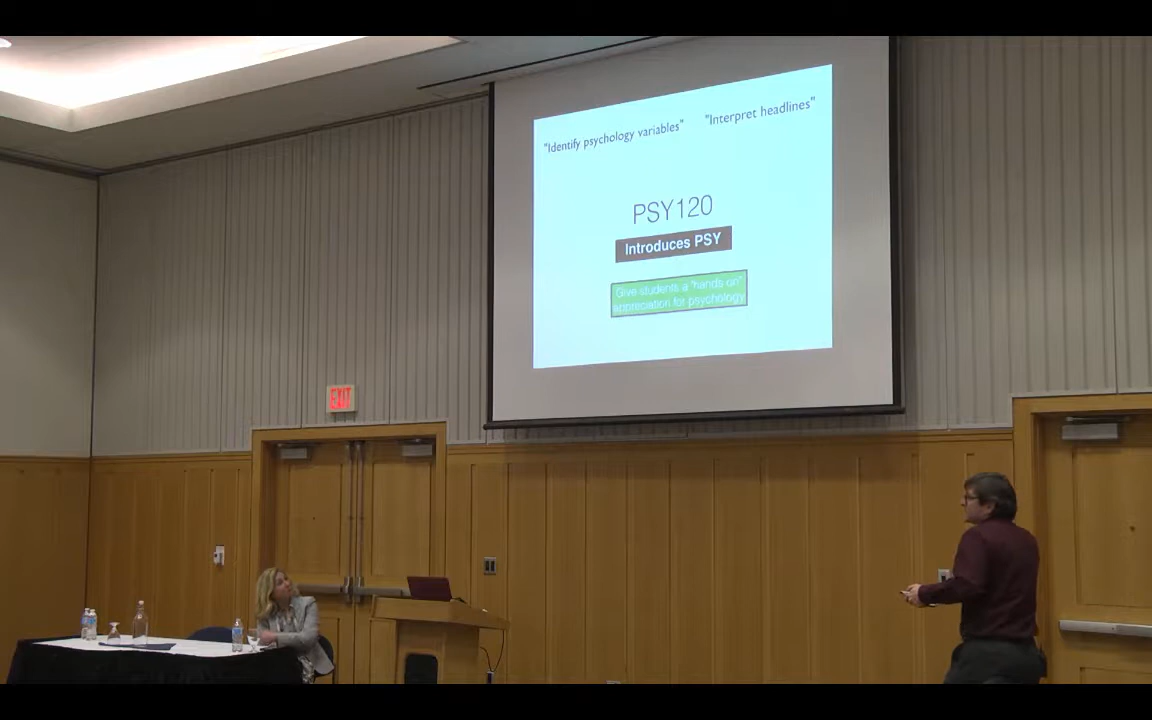 "Identify psychology variables"
"Interpret headlines"
PSY120
Introduces PSY
Give students a "hands on"
appreciation for psychology
EXIT